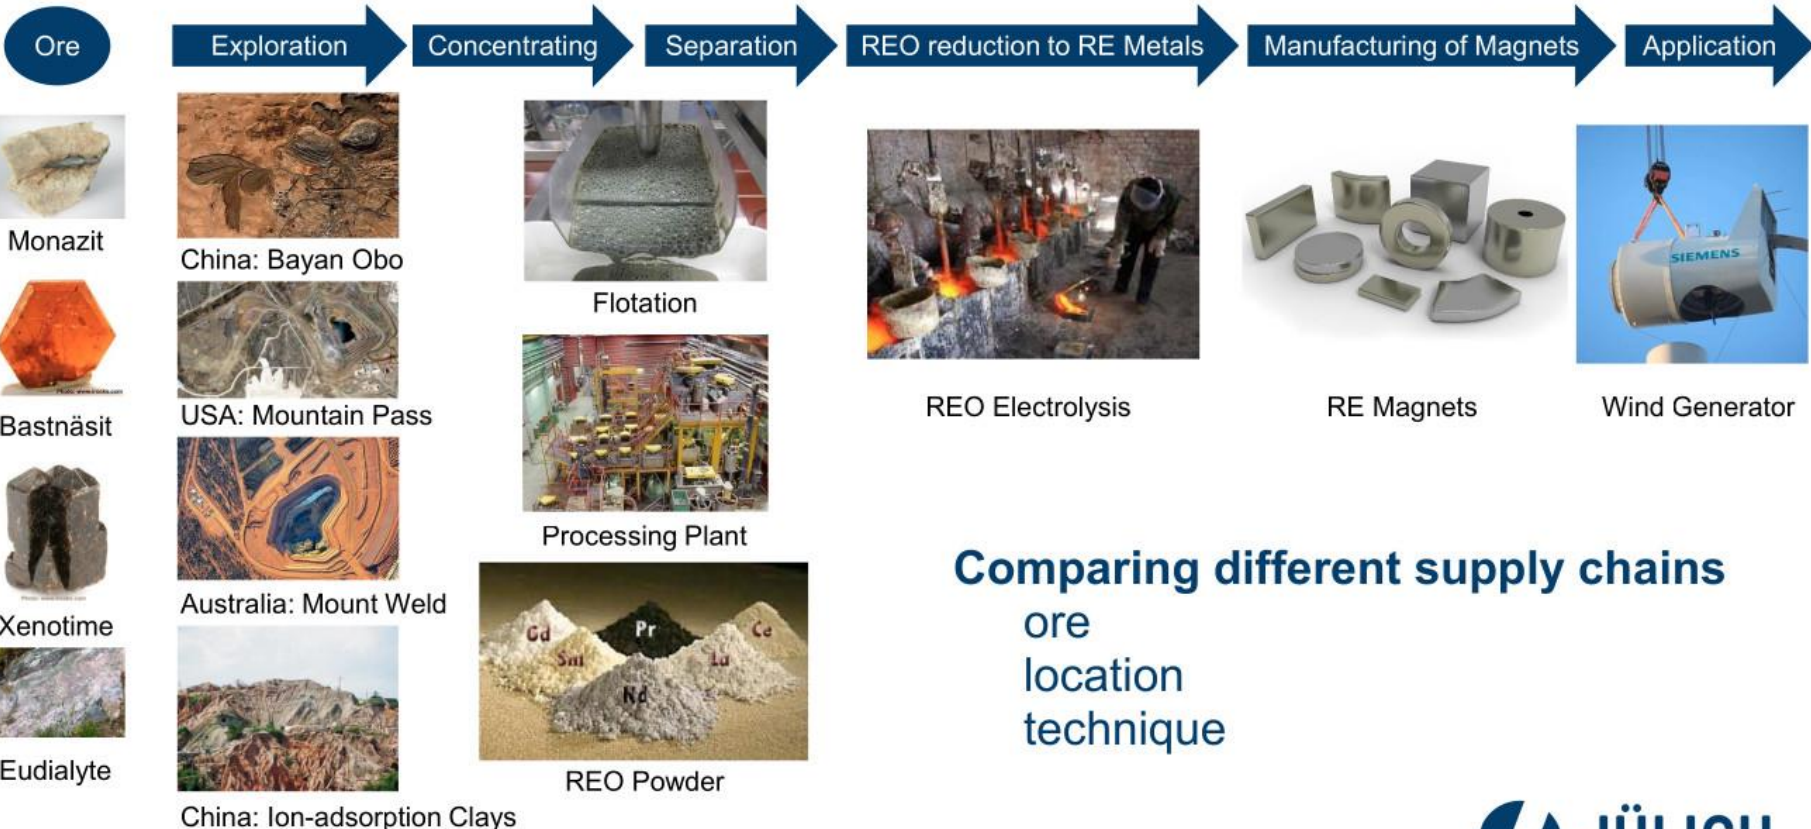 Ore
Exploration
Concentrating
Separation
REO reduction to RE Metals
Manufacturing of Magnets
Application
Monazit
Bastnäsit
Xenotime
Eudialyte
China: Bayan Obo
USA: Mountain Pass
Australia: Mount Weld
China: Ion-adsorption Clays
Flotation
Processing Plant
Gd
Pr
Ce
Sm
La
Nd
REO Powder
REO Electrolysis
RE Magnets
SIEMENS
Wind Generator
Comparing different supply chains
ore
location
technique
JÜLICH